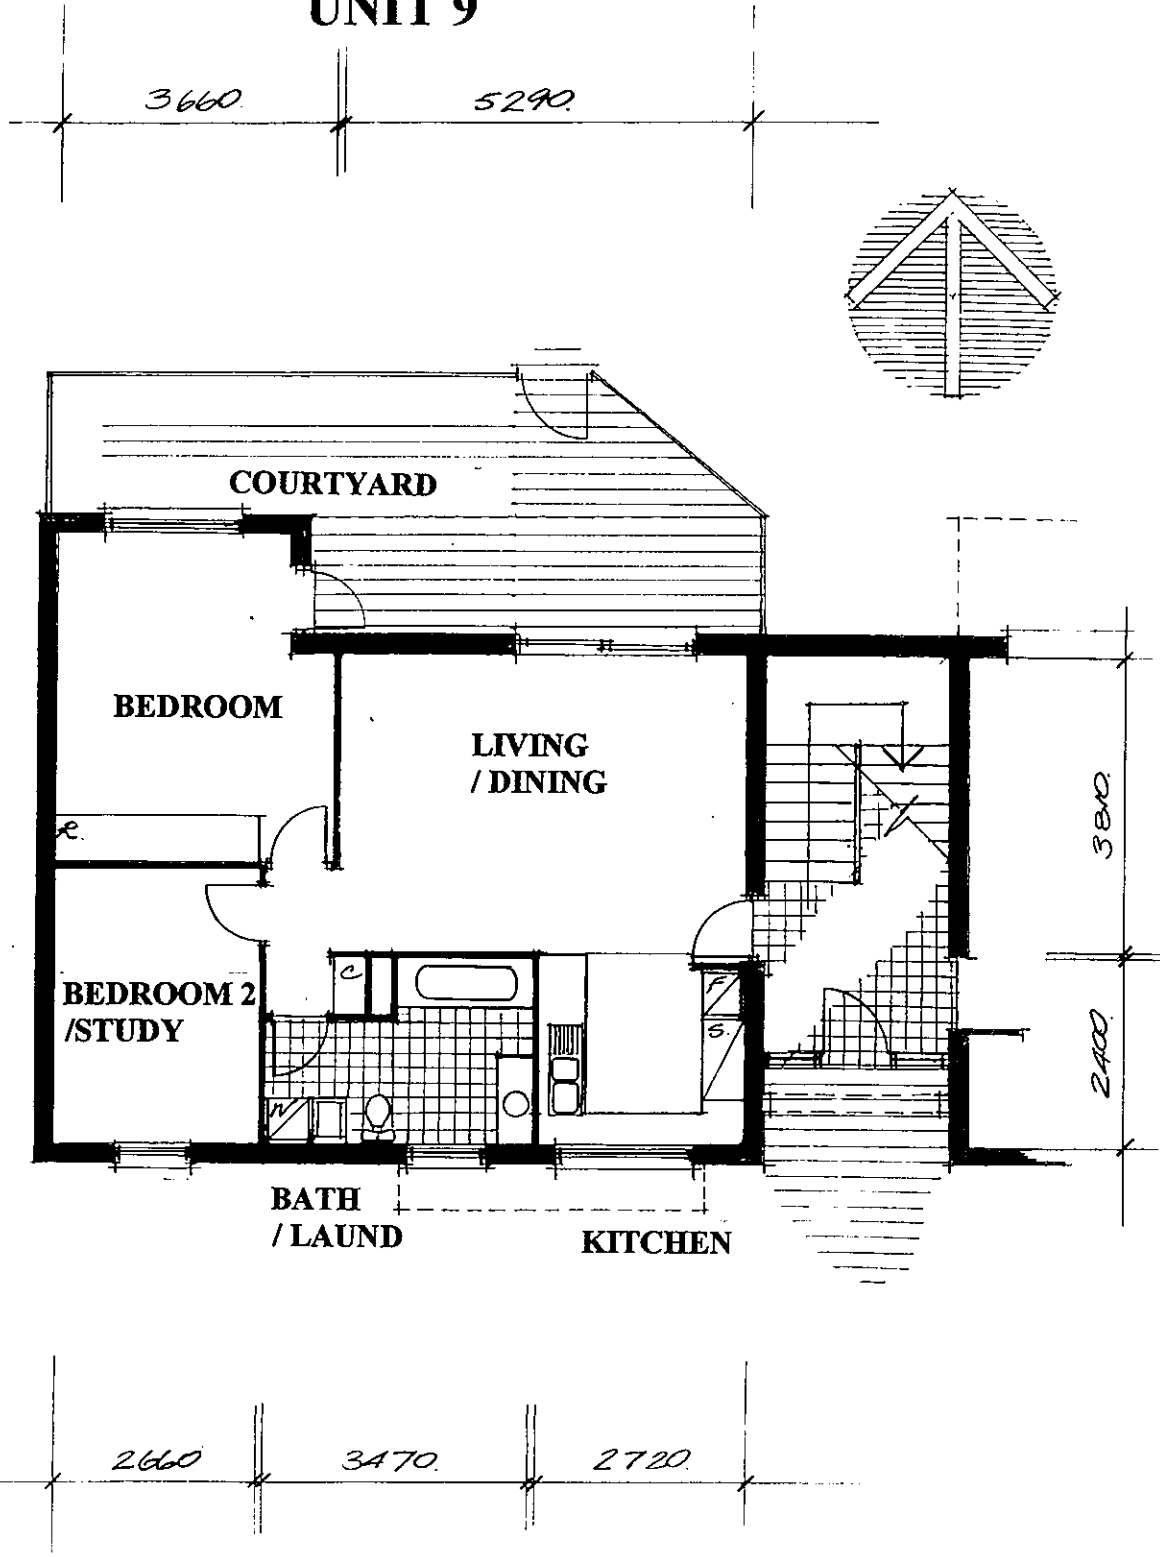 UNIT 9
3660.
5290.
COURTYARD
BEDROOM
LIVING
/ DINING
3810.
R.
C
BEDROOM 2
/STUDY
F
S.
2400.
W
BATH
/ LAUND
KITCHEN
2660
3470.
2720.